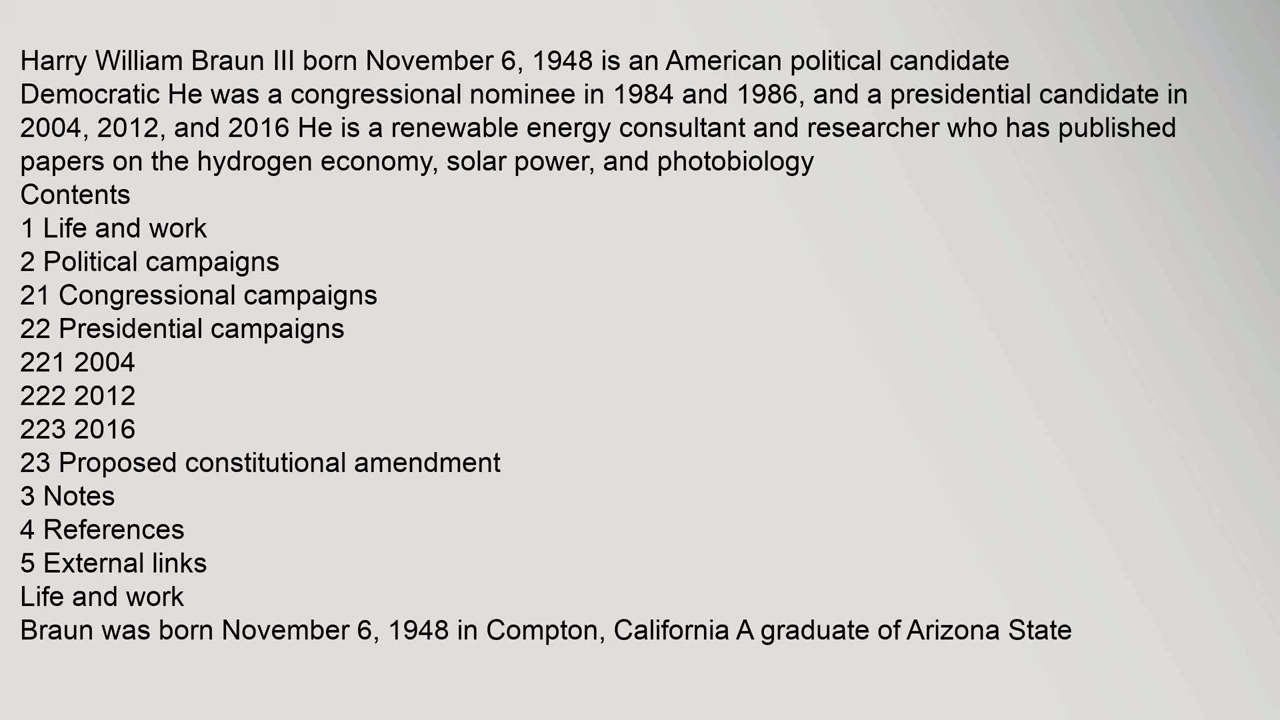 Harry William Braun III born November 6, 1948 is an American political candidate
Democratic He was a congressional nominee in 1984 and 1986, and a presidential candidate in
2004, 2012, and 2016 He is a renewable energy consultant and researcher who has published
papers on the hydrogen economy, solar power, and photobiology
Contents
1 Life and work
2 Political campaigns
21 Congressional campaigns
22 Presidential campaigns
221 2004
222 2012
223 2016
23 Proposed constitutional amendment
3 Notes
4 References
5 External links
Life and work
Braun was born November 6, 1948 in Compton, California A graduate of Arizona State